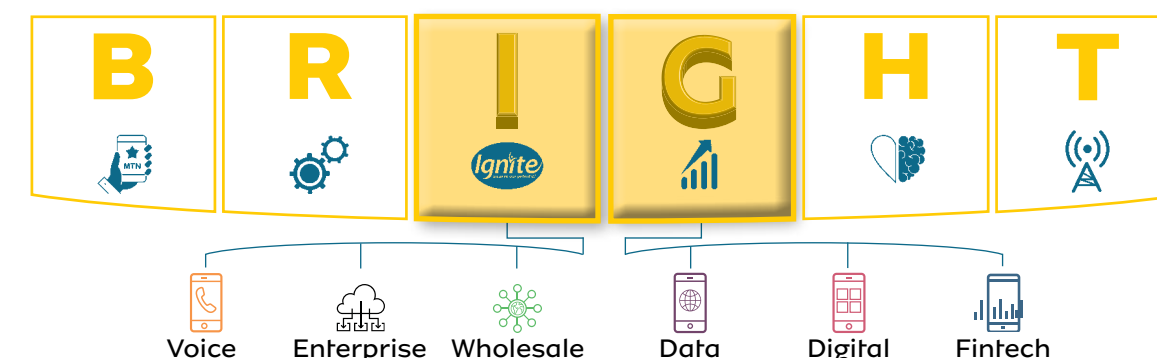 B R I G H T
MTN
Ignite
Voice Enterprise Wholesale Data Digital Fintech